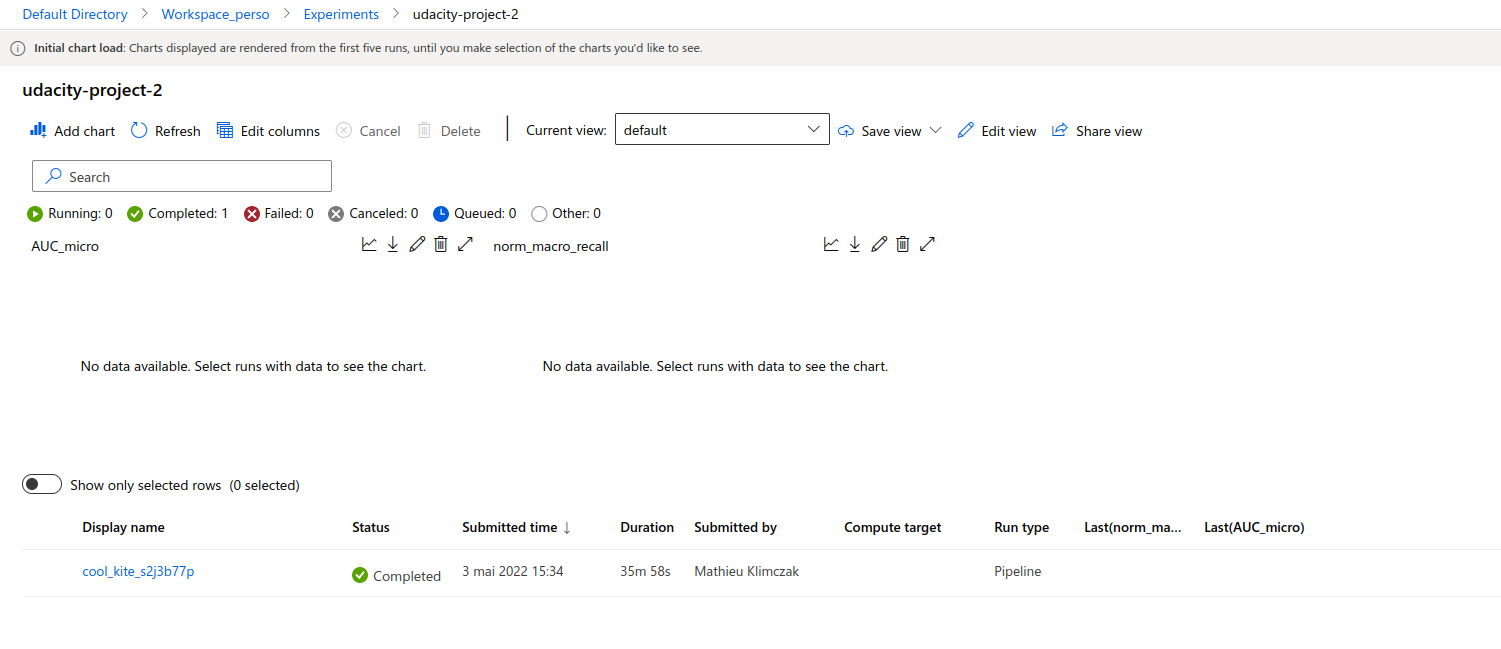 Default Directory > Workspace_perso > Experiments > udacity-project-2
Initial chart load: Charts displayed are rendered from the first five runs, until you make selection of the charts you'd like to see.
udacity-project-2
Add chart Refresh Edit columns Cancel Delete Current view: default Save view Edit view Share view
Search
Running: 0 Completed: 1 Failed: 0 Canceled: 0 Queued: 0 Other: 0
AUC_micro norm_macro_recall
No data available. Select runs with data to see the chart. No data available. Select runs with data to see the chart.
Show only selected rows (0 selected)
Display name Status Submitted time ↓ Duration Submitted by Compute target Run type Last(norm_ma... Last(AUC_micro)
cool_kite_s2j3b77p Completed 3 mai 2022 15:34 35m 58s Mathieu Klimczak Pipeline